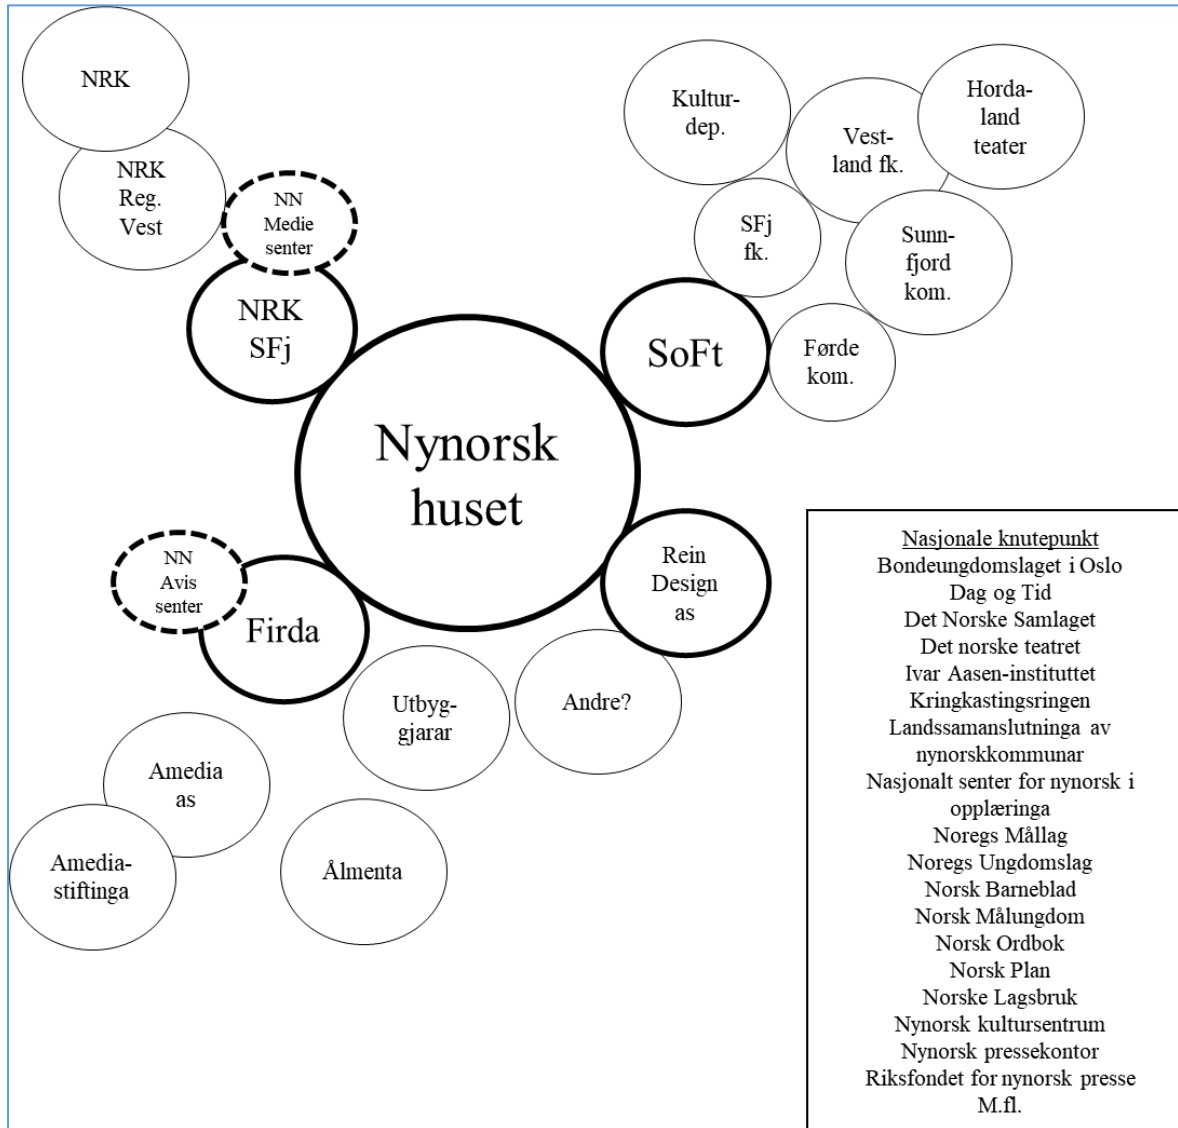 NRK
NRK
Reg.
Vest
NN
Medie
senter
NRK
SFj
Kultur-
dep.
Vest-
land fk.
Horda-
land
teater
SFj
fk.
Sunn-
fjord
kom.
SoFt
Førde
kom.
Nynorsk
huset
NN
Avis
senter
Firda
Rein
Design
as
Utbyg-
gjarar
Andre?
Amedia
as
Amedia-
stiftinga
Ålmenta
Nasjonale knutepunkt
Bondeungdomslaget i Oslo
Dag og Tid
Det Norske Samlaget
Det norske teatret
Ivar Aasen-instituttet
Kringkastingsringen
Landssamanslutninga av
nynorskkommunar
Nasjonalt senter for nynorsk i
opplæringa
Noregs Mållag
Noregs Ungdomslag
Norsk Barneblad
Norsk Målungdom
Norsk Ordbok
Norsk Plan
Norske Lagsbruk
Nynorsk kultursentrum
Nynorsk pressekontor
Riksfondet for nynorsk presse
M.fl.